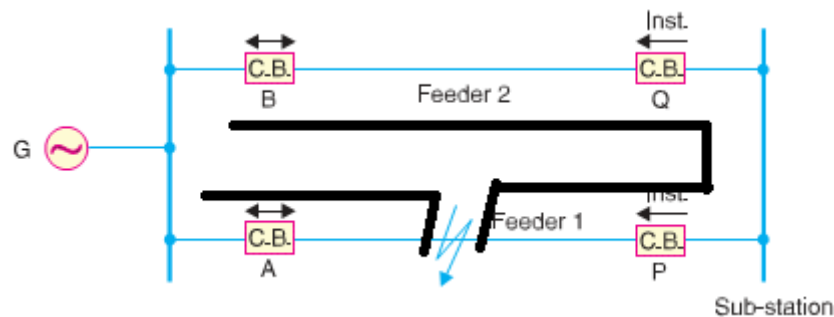 Inst.
C.B.
C.B.
B
Feeder 2
Q
G
~
Inst.
Feeder 1
C.B.
C.B.
A
P
Sub-station